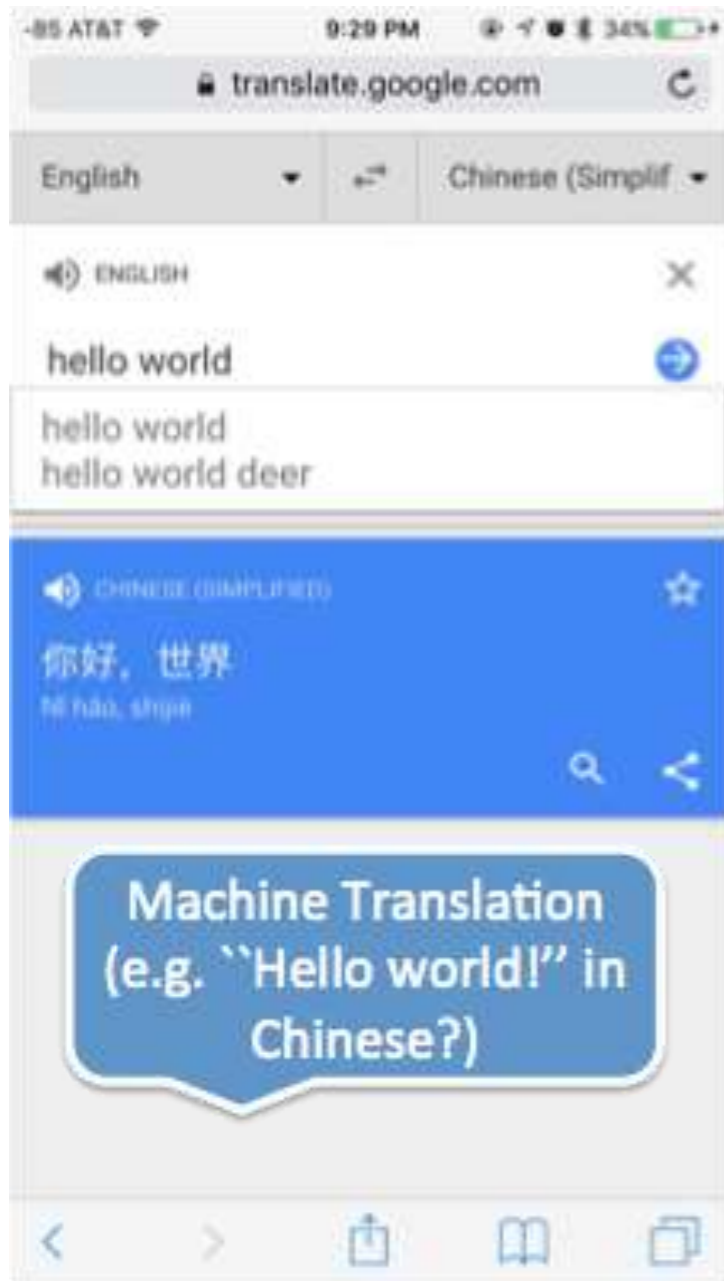 -85 AT&T 9:29 PM 34%
translate.google.com
English Chinese (Simplif
ENGLISH
hello world
hello world
hello world deer
CHINESE (SIMPLIFIED)
你好，世界
Nǐ hǎo, shìjiè
Machine Translation
(e.g. ``Hello world!’’ in
Chinese?)